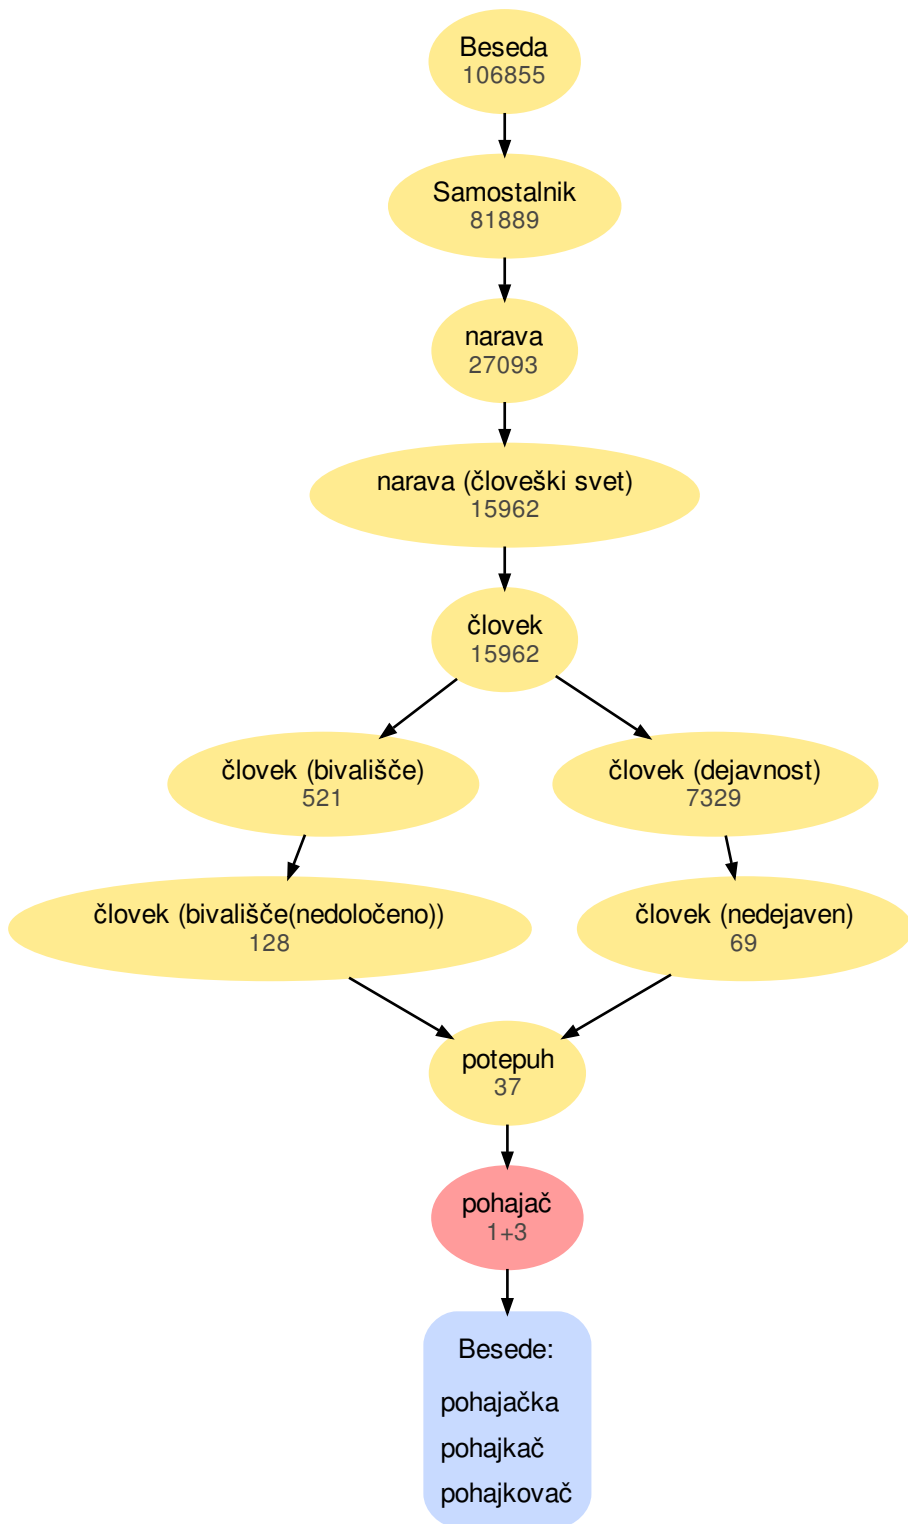 Beseda
106855
Samostalnik
81889
narava
27093
narava (človeški svet)
15962
človek
15962
človek (bivališče)
521
človek (dejavnost)
7329
človek (bivališče(nedoločeno))
128
človek (nedejaven)
69
potepuh
37
pohajač
1+3
Besede:
pohajačka
pohajkač
pohajkovač